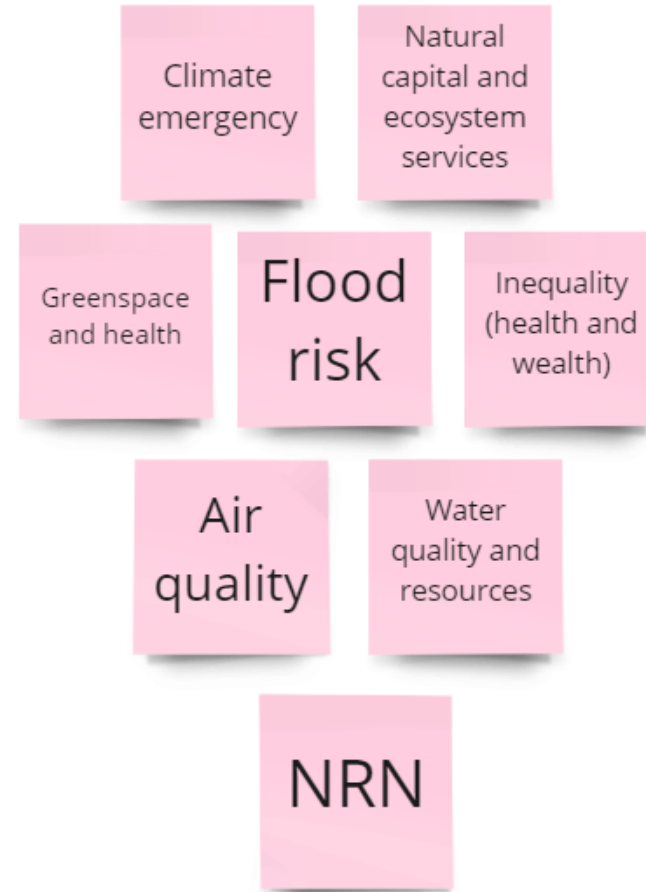 Climate
emergency
Natural
capital and
ecosystem
services
Greenspace
and health
Flood
risk
Inequality
(health and
wealth)
Air
quality
Water
quality and
resources
NRN